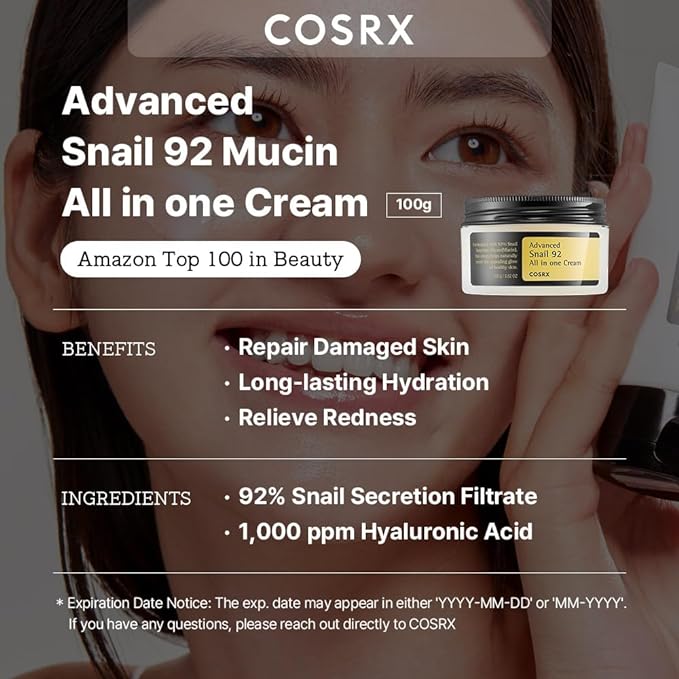 COSRX
Advanced
Snail 92 Mucin
All in one Cream
100g
Amazon Top 100 in Beauty
Advanced
Snail 92
All in one Cream
COSRX
BENEFITS
· Repair Damaged Skin
· Long-lasting Hydration
· Relieve Redness
INGREDIENTS
· 92% Snail Secretion Filtrate
· 1,000 ppm Hyaluronic Acid
* Expiration Date Notice: The exp. date may appear in either 'YYYY-MM-DD' or 'MM-YYYY'.
If you have any questions, please reach out directly to COSRX